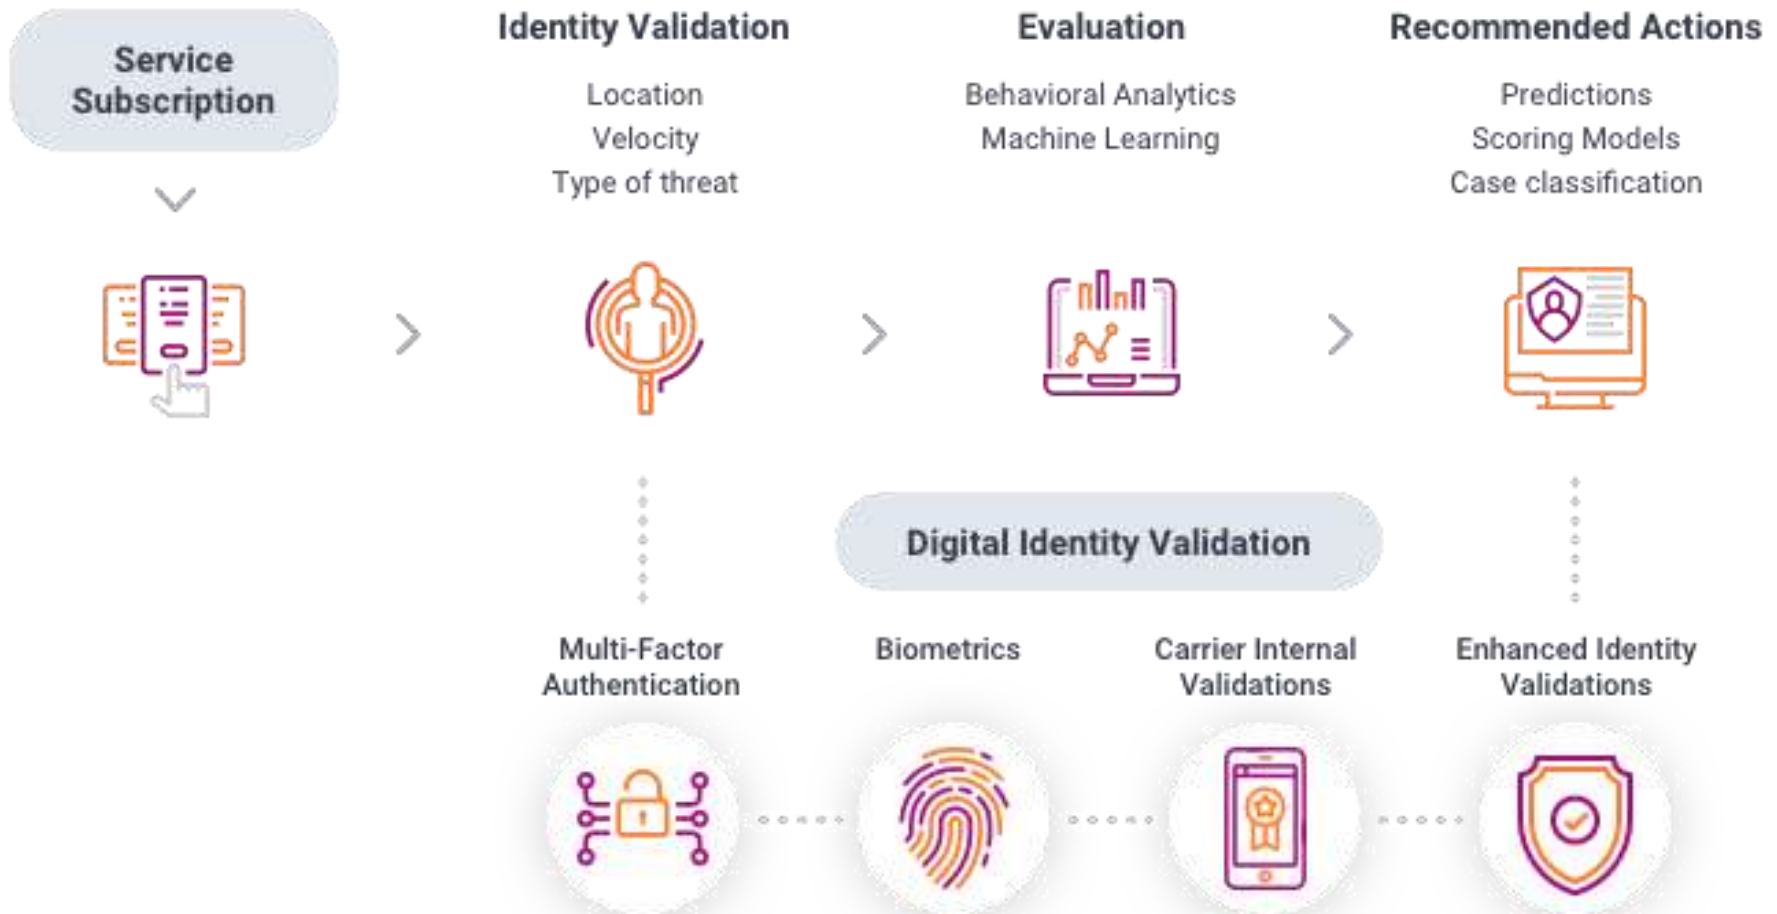 Service
Subscription
Identity Validation
Location
Velocity
Type of threat
Evaluation
Behavioral Analytics
Machine Learning
Recommended Actions
Predictions
Scoring Models
Case classification
Digital Identity Validation
Multi-Factor
Authentication
Biometrics
Carrier Internal
Validations
Enhanced Identity
Validations